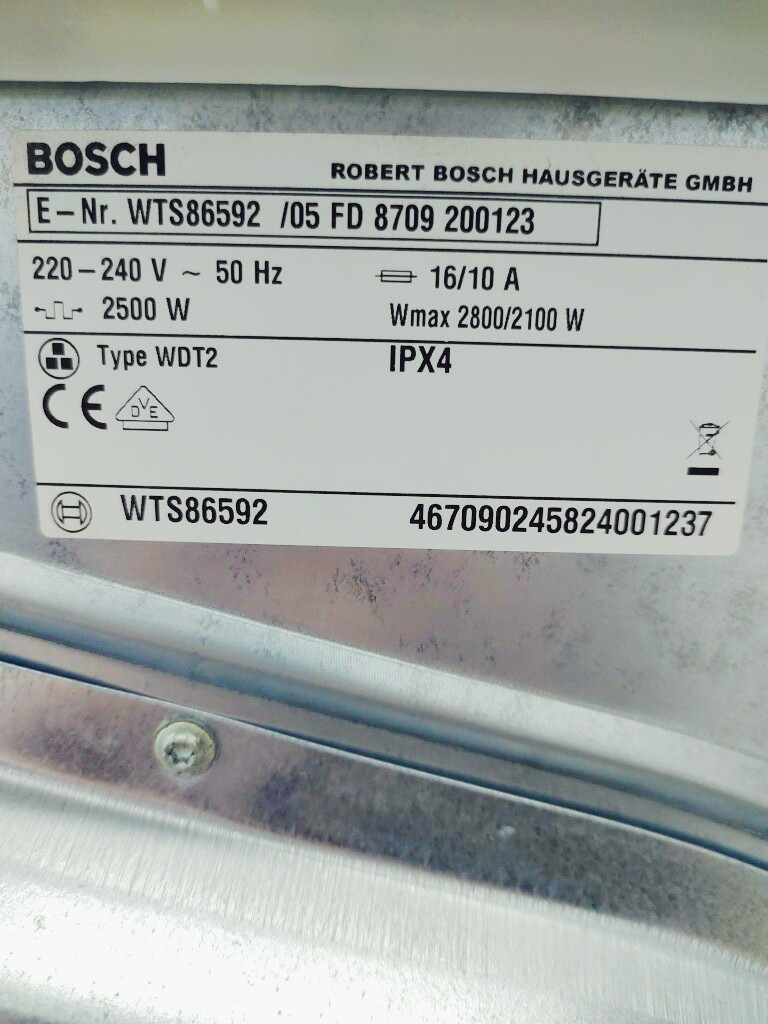 BOSCH
ROBERT BOSCH HAUSGERÄTE GMBH
E-Nr. WTS86592 /05 FD 8709 200123
220-240 V ~ 50 Hz 16/10 A
2500 W Wmax 2800/2100 W
Type WDT2 IPX4
CE DVE
WTS86592 467090245824001237